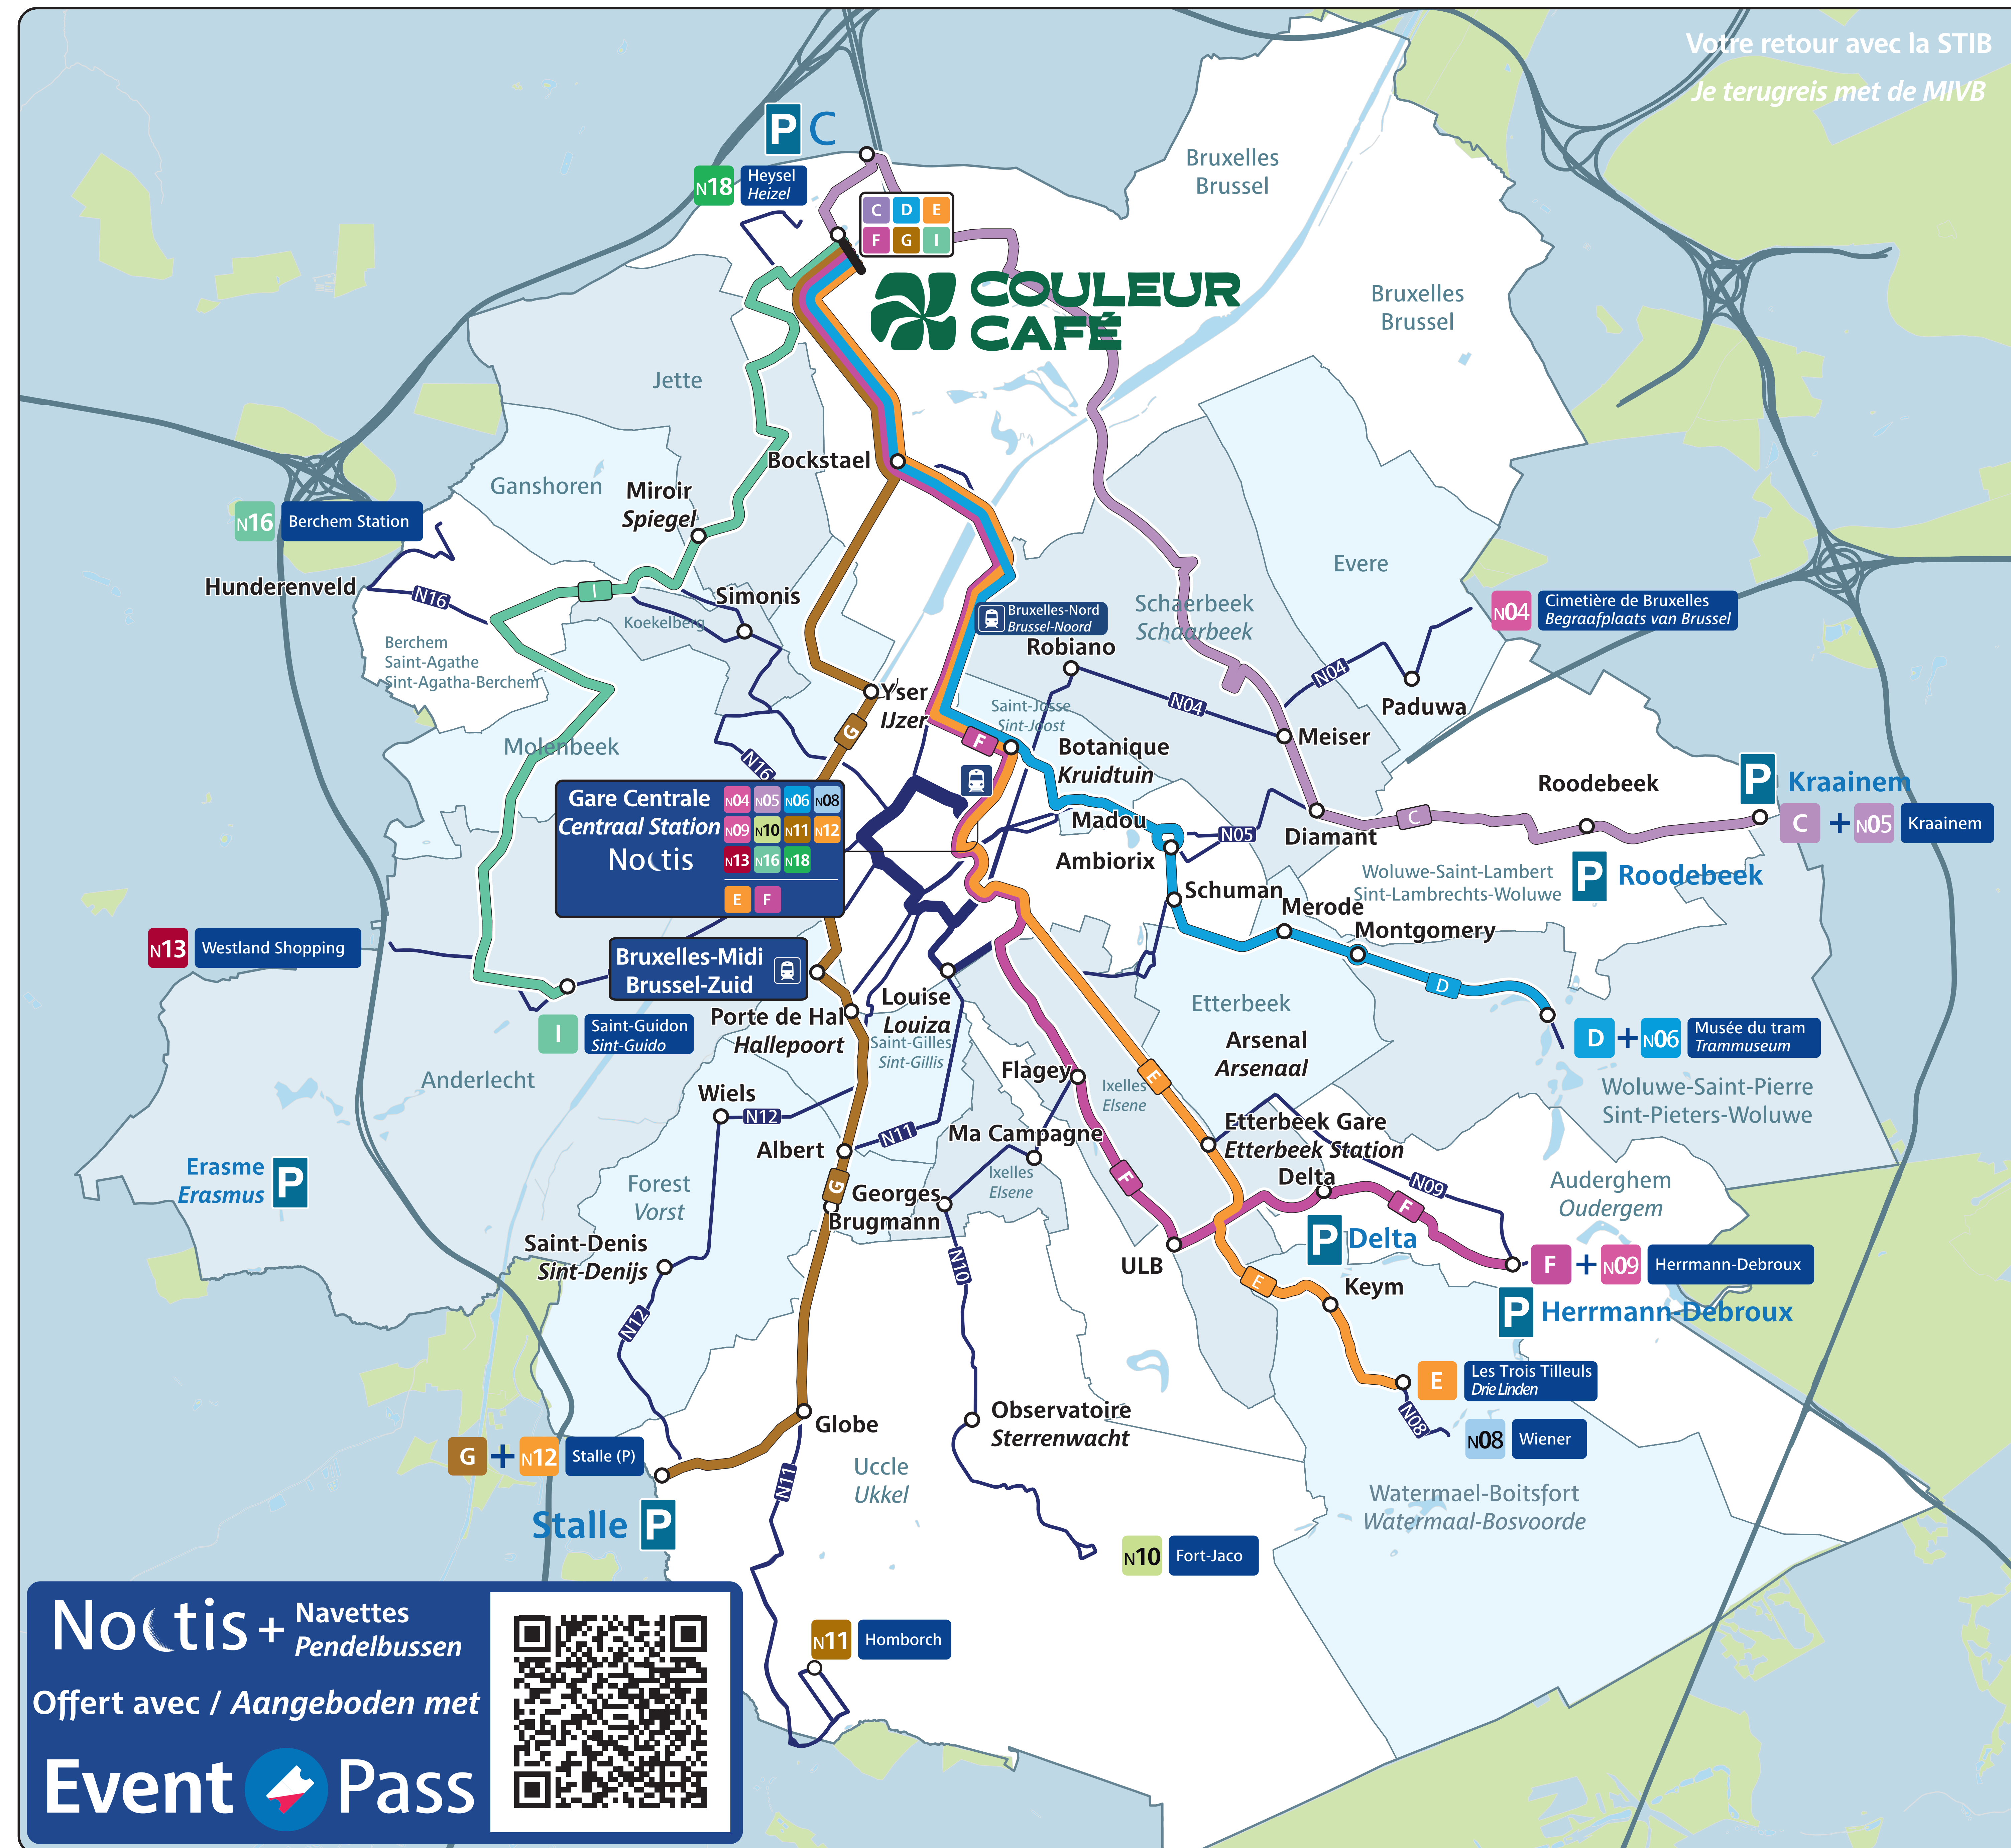 Votre retour avec la STIB
Je terugreis met de MIVB
P C
N18 Heysel
Heizel
C D E
F G I
COULEUR
CAFÉ
Bruxelles
Brussel
Bruxelles
Brussel
Jette
Bockstael
Ganshoren
Miroir
Spiegel
N16 Berchem Station
Hunderenveld
N16
I
Simonis
Koekelberg
Berchem
Saint-Agathe
Sint-Agatha-Berchem
Evere
Schaerbeek
Schaarbeek
Bruxelles-Nord
Brussel-Noord
Robiano
N04 Cimetière de Bruxelles
Begraafplaats van Brussel
N04
N04
Paduwa
Yser
IJzer
Saint-Josse
Sint-Joost
Meiser
G
F
Botanique
Kruidtuin
Molenbeek
N16
Roodebeek
P Kraainem
C + N05 Kraainem
Gare Centrale
Centraal Station
Noctis
N04 N05 N06 N08
N09 N10 N11 N12
N13 N16 N18
E F
Madou
N05
Diamant
C
Ambiorix
Woluwe-Saint-Lambert
Sint-Lambrechts-Woluwe
P Roodebeek
Schuman
Merode
Montgomery
N13 Westland Shopping
Bruxelles-Midi
Brussel-Zuid
D
Louise
Louiza
Etterbeek
Porte de Hal
Hallepoort
I Saint-Guidon
Sint-Guido
Saint-Gilles
Sint-Gillis
Arsenal
Arsenaal
D + N06 Musée du tram
Trammuseum
Anderlecht
Flagey
E
Ixelles
Elsene
Woluwe-Saint-Pierre
Sint-Pieters-Woluwe
Wiels
N12
N11
Albert
Ma Campagne
Etterbeek Gare
Etterbeek Station
Erasme
Erasmus P
Forest
Vorst
G
Georges
Brugmann
Ixelles
Elsene
F
Delta
N09
F
Auderghem
Oudergem
Saint-Denis
Sint-Denijs
N10
ULB
P Delta
F + N09 Herrmann-Debroux
E
Keym
P Herrmann-Debroux
N12
E Les Trois Tilleuls
Drie Linden
N08
N08 Wiener
Globe
Observatoire
Sterrenwacht
G + N12 Stalle (P)
N11
Uccle
Ukkel
Watermael-Boitsfort
Watermaal-Bosvoorde
Stalle P
N10 Fort-Jaco
N11 Homborch
Noctis + Navettes
Pendelbussen
Offert avec / Aangeboden met
Event Pass